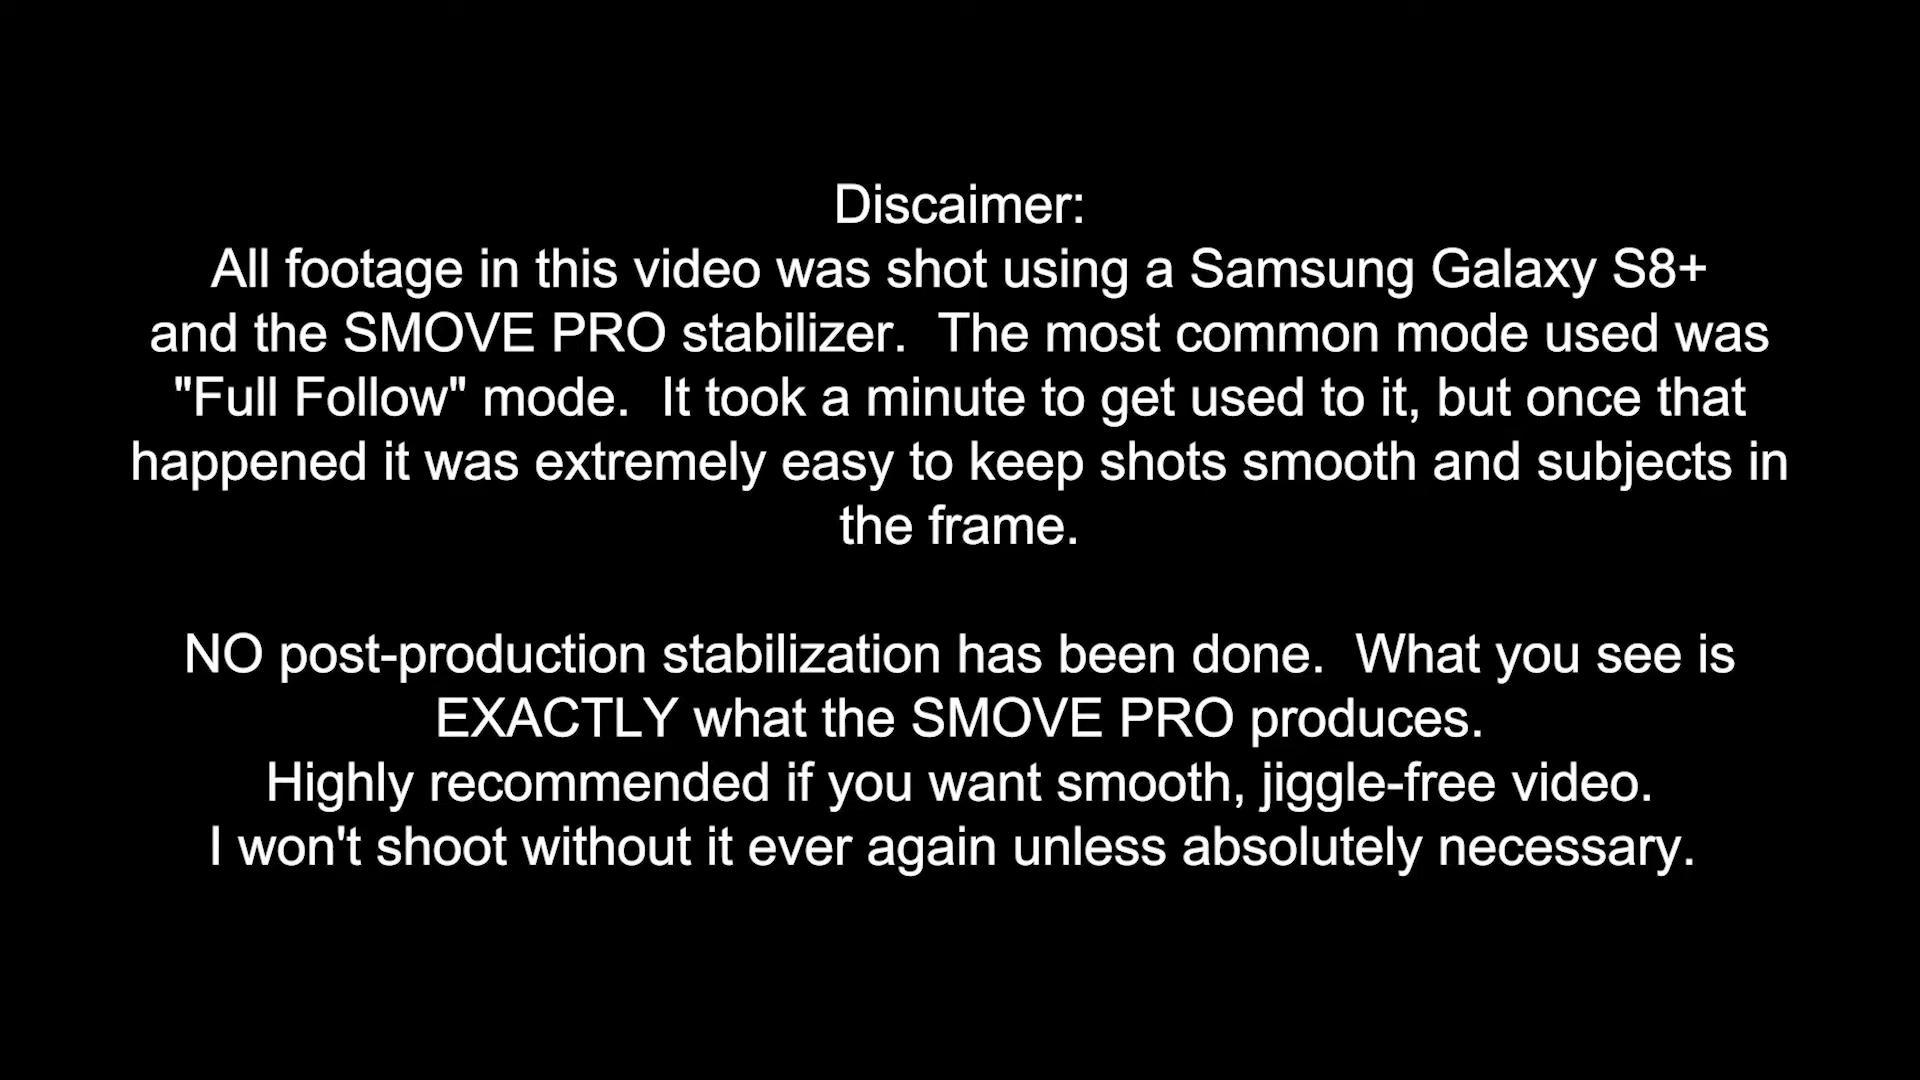 Discaimer:
All footage in this video was shot using a Samsung Galaxy S8+
and the SMOVE PRO stabilizer.  The most common mode used was
"Full Follow" mode.  It took a minute to get used to it, but once that
happened it was extremely easy to keep shots smooth and subjects in
the frame.
NO post-production stabilization has been done.  What you see is
EXACTLY what the SMOVE PRO produces.
Highly recommended if you want smooth, jiggle-free video.
I won't shoot without it ever again unless absolutely necessary.